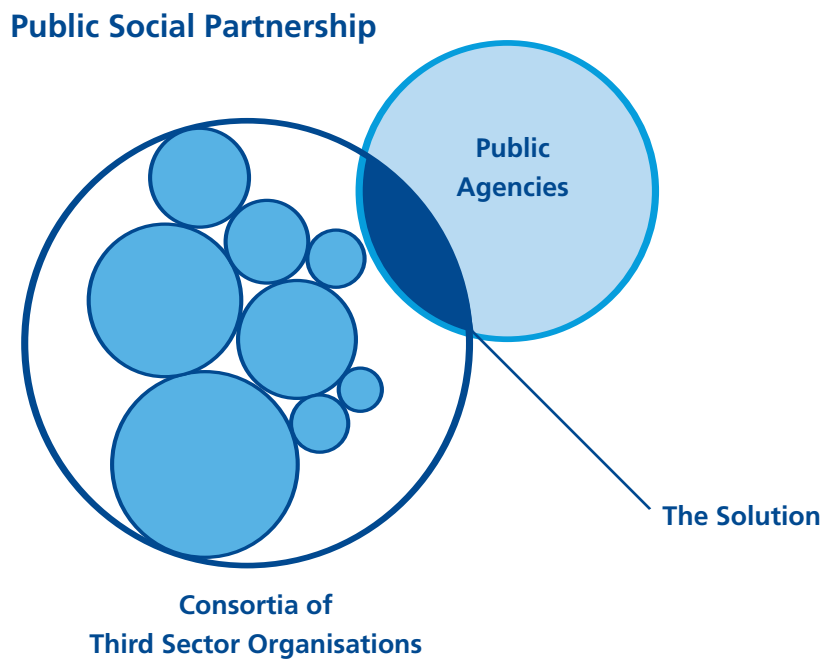 Public Social Partnership
Public
Agencies
The Solution
Consortia of
Third Sector Organisations